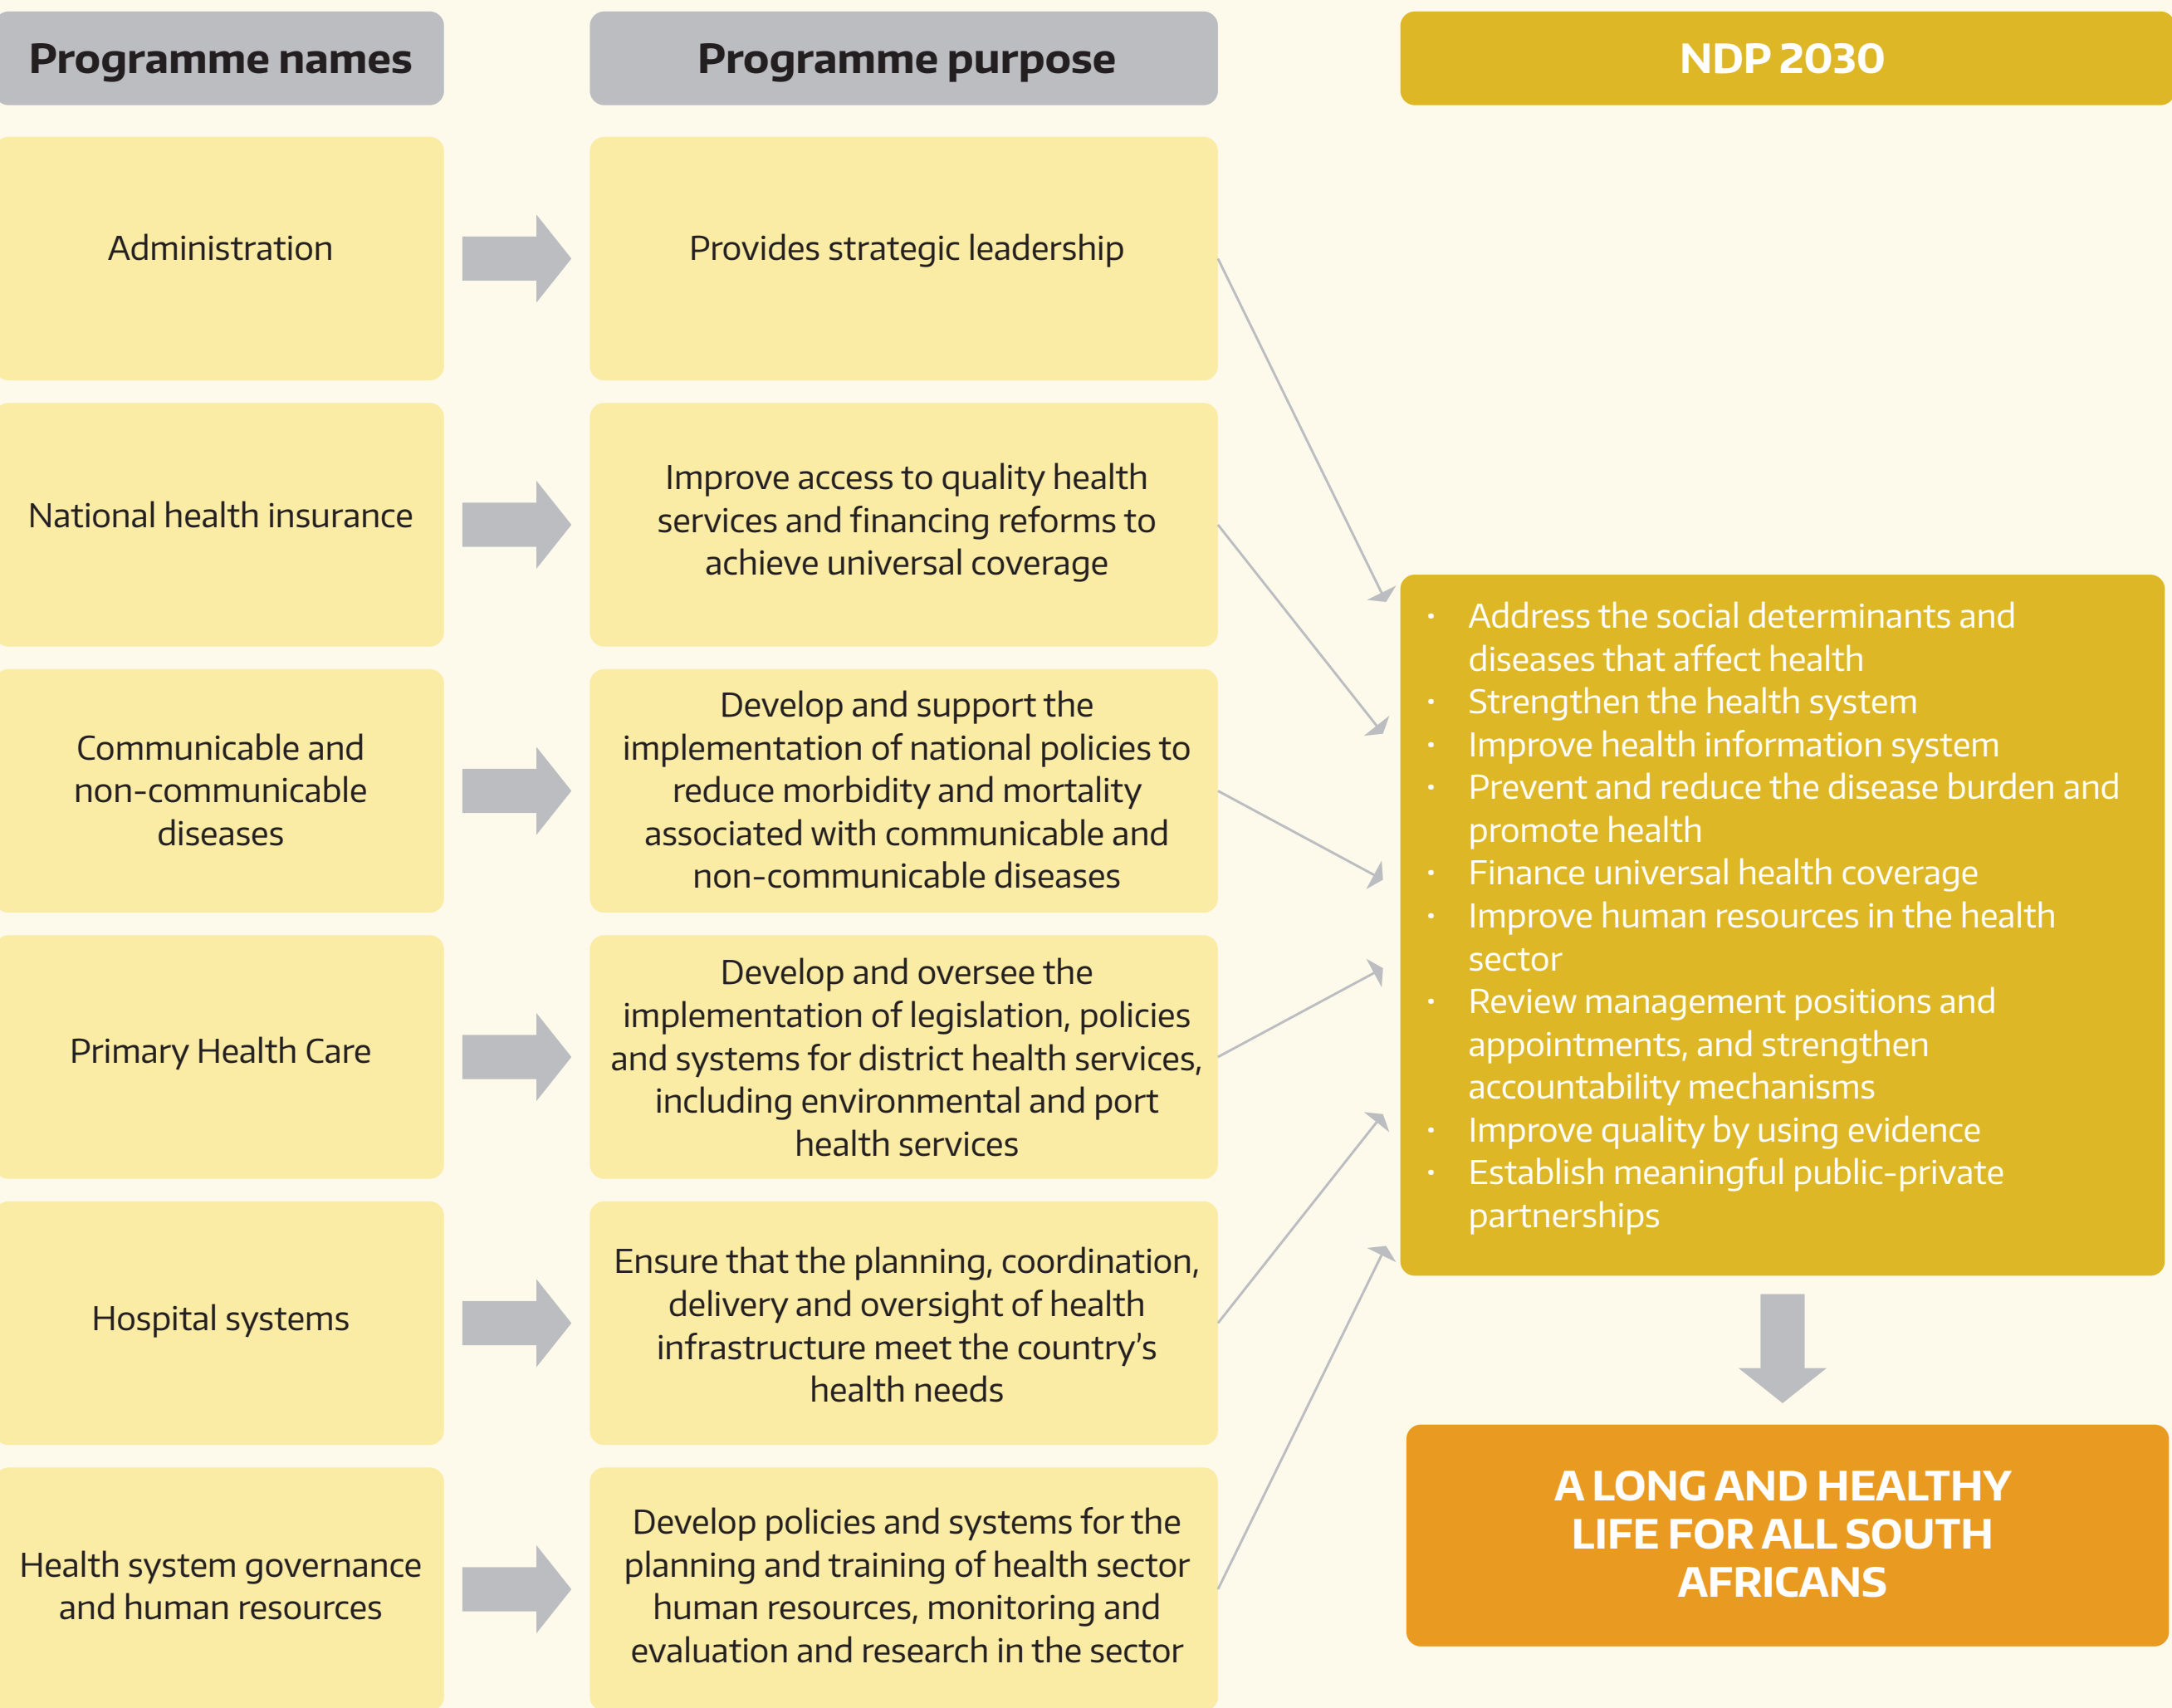 Programme names
Programme purpose
NDP 2030
Administration
Provides strategic leadership
National health insurance
Improve access to quality health
services and financing reforms to
achieve universal coverage
Communicable and
non-communicable
diseases
Develop and support the
implementation of national policies to
reduce morbidity and mortality
associated with communicable and
non-communicable diseases
Primary Health Care
Develop and oversee the
implementation of legislation, policies
and systems for district health services,
including environmental and port
health services
Hospital systems
Ensure that the planning, coordination,
delivery and oversight of health
infrastructure meet the country’s
health needs
Health system governance
and human resources
Develop policies and systems for the
planning and training of health sector
human resources, monitoring and
evaluation and research in the sector
• Address the social determinants and
diseases that affect health
• Strengthen the health system
• Improve health information system
• Prevent and reduce the disease burden and
promote health
• Finance universal health coverage
• Improve human resources in the health
sector
• Review management positions and
appointments, and strengthen
accountability mechanisms
• Improve quality by using evidence
• Establish meaningful public-private
partnerships
A LONG AND HEALTHY
LIFE FOR ALL SOUTH
AFRICANS